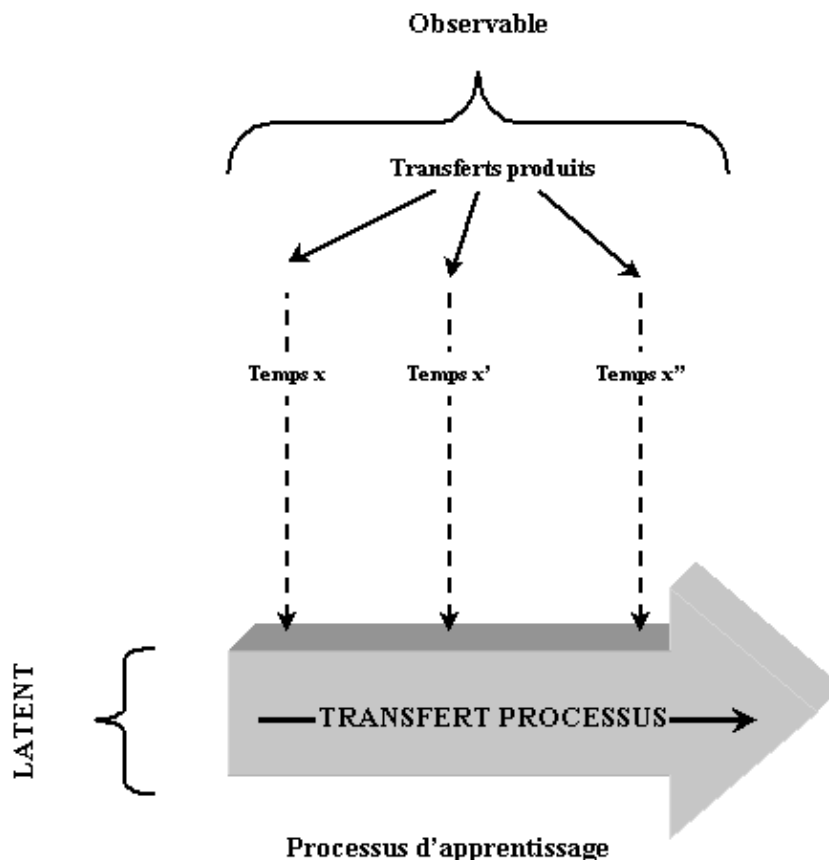 Observable
Transferts produits
Temps x
Temps x’
Temps x”
LATENT
TRANSFERT PROCESSUS
Processus d’apprentissage